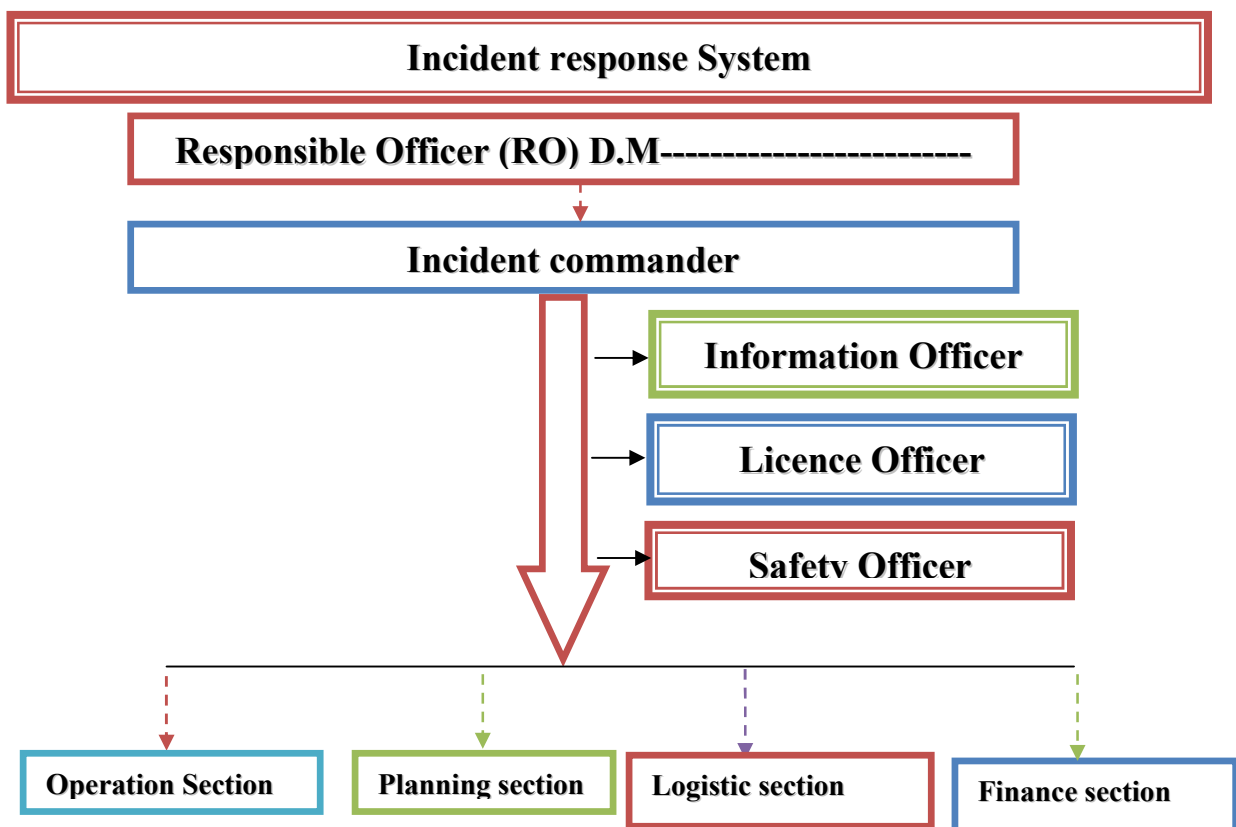 Incident response System
Responsible Officer (RO) D.M-------------------------
Incident commander
Information Officer
Licence Officer
Safety Officer
Operation Section
Planning section
Logistic section
Finance section